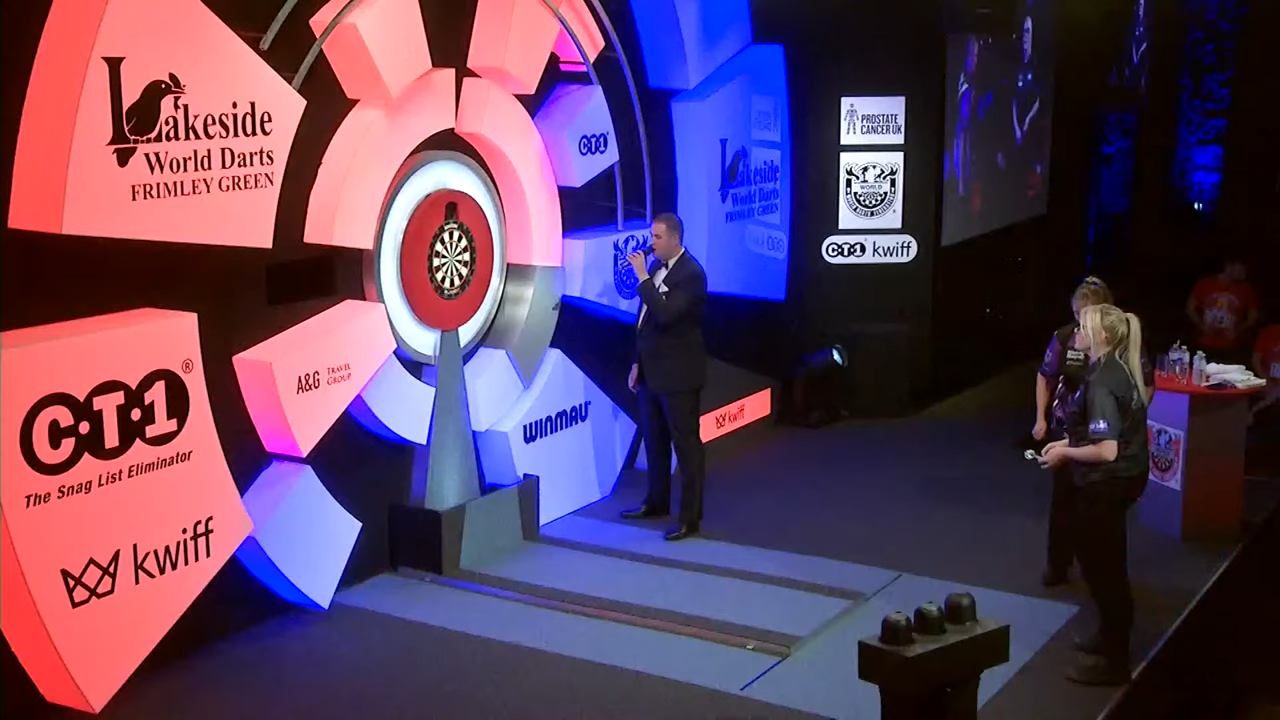 Lakeside
World Darts
FRIMLEY GREEN
C·T·1®
The Snag List Eliminator
kwiff
A&G TRAVEL
GROUP
WINMAU
CT1
Lakeside
World Darts
FRIMLEY GREEN
kwiff
PROSTATE
CANCER UK
WORLD
CT1 kwiff